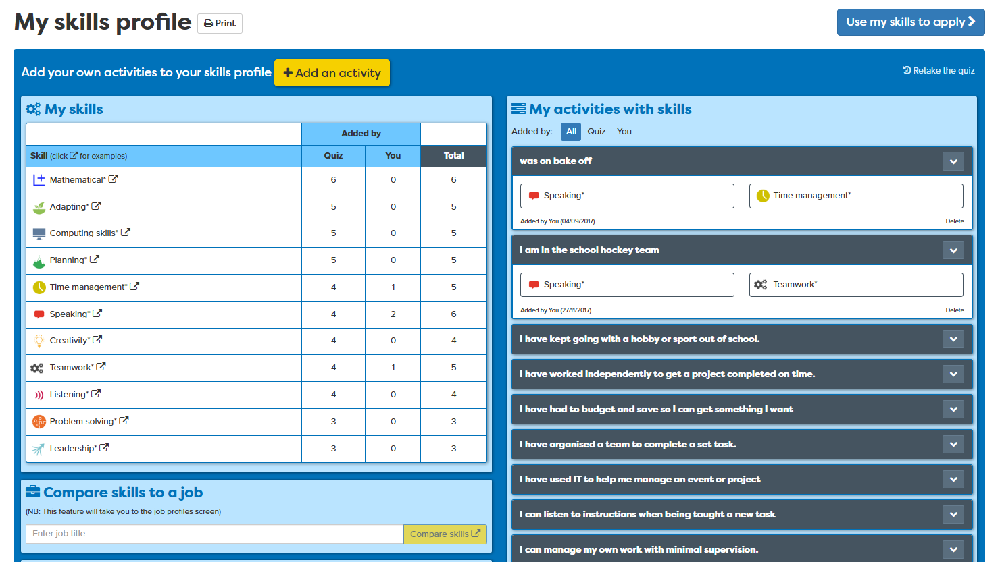 My skills profile
Print
Use my skills to apply
Add your own activities to your skills profile
Add an activity
Retake the quiz
My skills
Added by
Skill (click for examples) Quiz You Total
Mathematical* 6 0 6
Adapting* 5 0 5
Computing skills* 5 0 5
Planning* 5 0 5
Time management* 4 1 5
Speaking* 4 2 6
Creativity* 4 0 4
Teamwork* 4 1 5
Listening* 4 0 4
Problem solving* 3 0 3
Leadership* 3 0 3
Compare skills to a job
(NB: This feature will take you to the job profiles screen)
Enter job title
Compare skills
My activities with skills
Added by: All Quiz You
was on bake off
Speaking* Time management*
Added by You (04/09/2017) Delete
I am in the school hockey team
Speaking* Teamwork*
Added by You (27/11/2017) Delete
I have kept going with a hobby or sport out of school.
I have worked independently to get a project completed on time.
I have had to budget and save so I can get something I want
I have organised a team to complete a set task.
I have used IT to help me manage an event or project
I can listen to instructions when being taught a new task
I can manage my own work with minimal supervision.